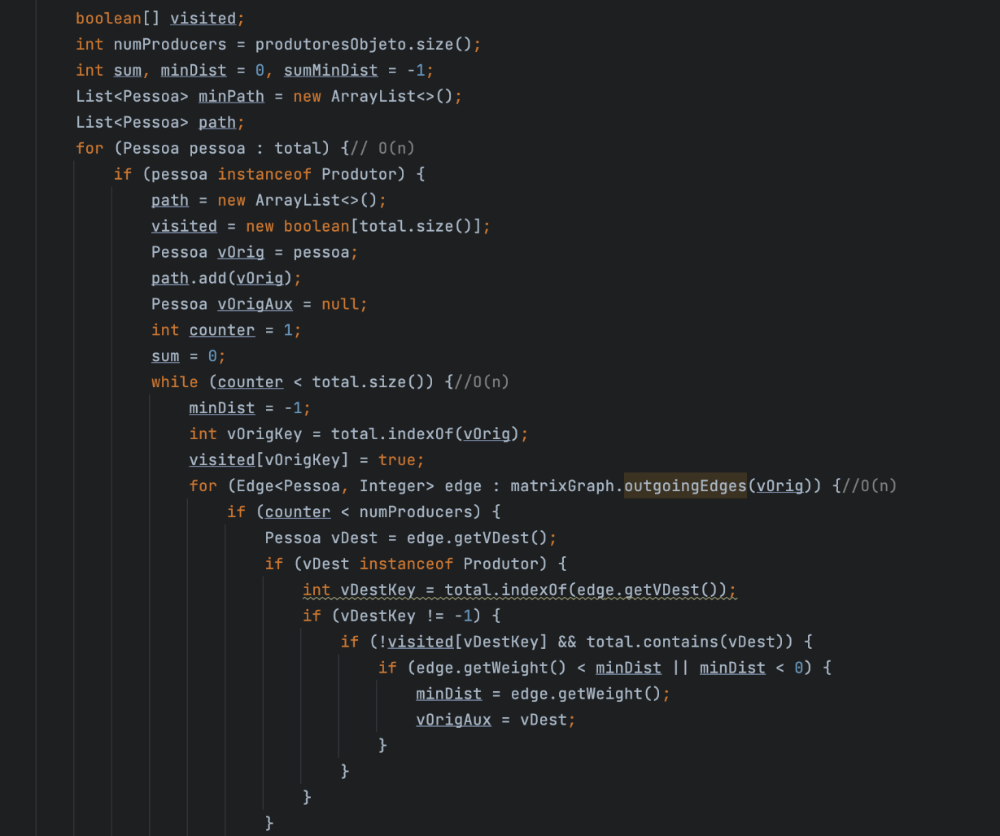 boolean[] visited;
int numProducers = produtoresObjeto.size();
int sum, minDist = 0, sumMinDist = -1;
List<Pessoa> minPath = new ArrayList<>();
List<Pessoa> path;
for (Pessoa pessoa : total) {// O(n)
if (pessoa instanceof Produtor) {
path = new ArrayList<>();
visited = new boolean[total.size()];
Pessoa vOrig = pessoa;
path.add(vOrig);
Pessoa vOrigAux = null;
int counter = 1;
sum = 0;
while (counter < total.size()) {//O(n)
minDist = -1;
int vOrigKey = total.indexOf(vOrig);
visited[vOrigKey] = true;
for (Edge<Pessoa, Integer> edge : matrixGraph.outgoingEdges(vOrig)) {//O(n)
if (counter < numProducers) {
Pessoa vDest = edge.getVDest();
if (vDest instanceof Produtor) {
int vDestKey = total.indexOf(edge.getVDest());
if (vDestKey != -1) {
if (!visited[vDestKey] && total.contains(vDest)) {
if (edge.getWeight() < minDist || minDist < 0) {
minDist = edge.getWeight();
vOrigAux = vDest;
}
}
}
}